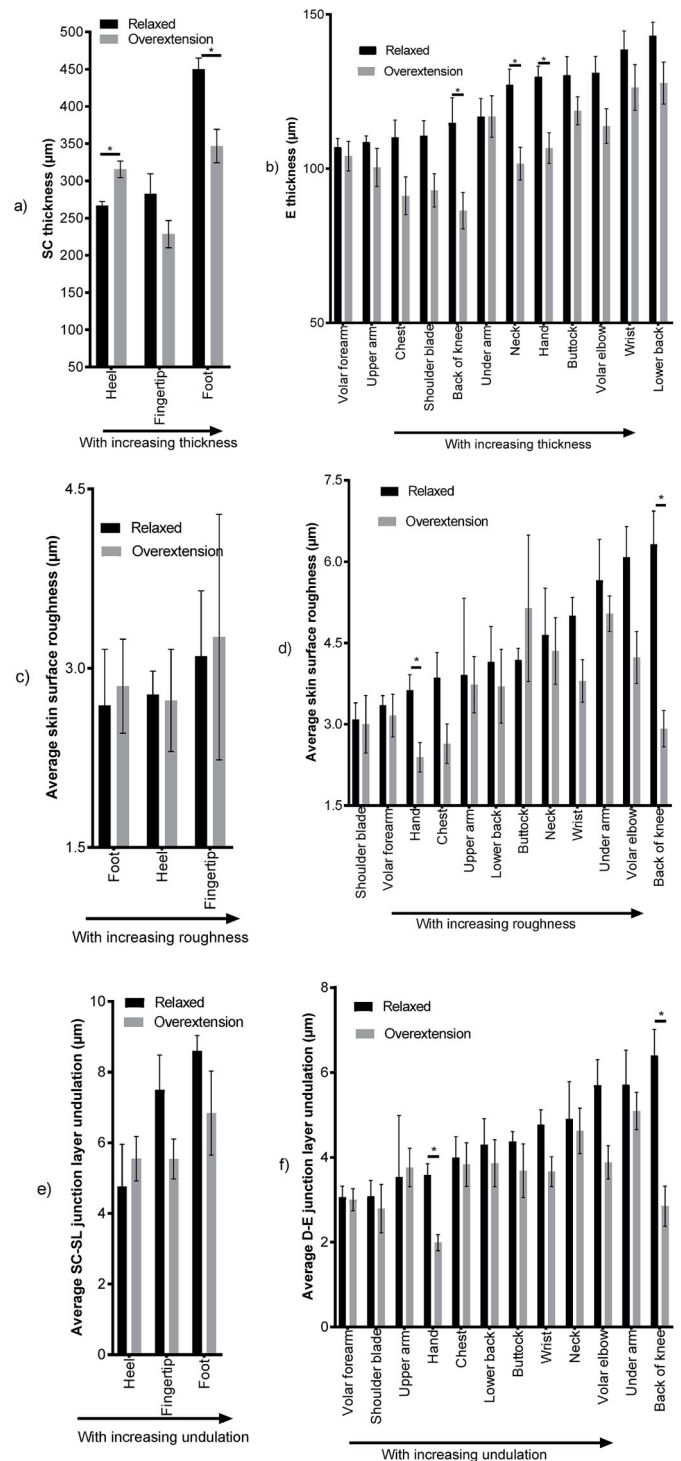 a)
Relaxed
Overextension
SC thickness (µm)
500
450
400
350
300
250
200
150
100
50
*
*
Heel
Fingertip
Foot
With increasing thickness
b)
Relaxed
Overextension
E thickness (µm)
150
100
50
*
*
*
Volar forearm
Upper arm
Chest
Shoulder blade
Back of knee
Under arm
Neck
Hand
Buttock
Volar elbow
Wrist
Lower back
With increasing thickness
c)
Relaxed
Overextension
Average skin surface roughness (µm)
4.5
3.0
1.5
Foot
Heel
Fingertip
With increasing roughness
d)
Relaxed
Overextension
Average skin surface roughness (µm)
7.5
6.0
4.5
3.0
1.5
*
*
Shoulder blade
Volar forearm
Hand
Chest
Upper arm
Lower back
Buttock
Neck
Wrist
Under arm
Volar elbow
Back of knee
With increasing roughness
e)
Relaxed
Overextension
Average SC-SL junction layer undulation (µm)
10
8
6
4
2
0
Heel
Fingertip
Foot
With increasing undulation
f)
Relaxed
Overextension
Average D-E junction layer undulation (µm)
8
6
4
2
0
*
*
Volar forearm
Shoulder blade
Upper arm
Hand
Chest
Lower back
Buttock
Wrist
Neck
Volar elbow
Under arm
Back of knee
With increasing undulation